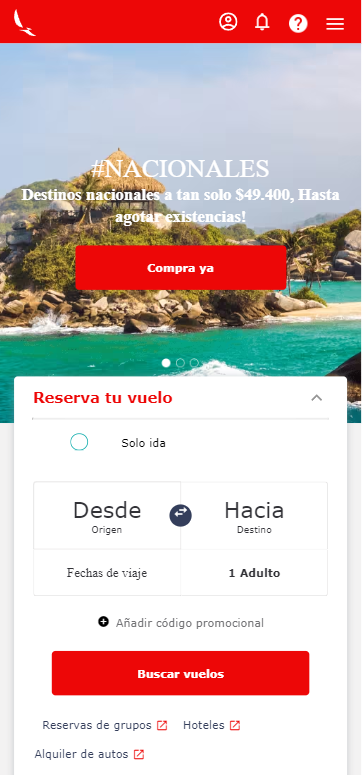 #NACIONALES
Destinos nacionales a tan solo $49.400, Hasta
agotar existencias!
Compra ya
Reserva tu vuelo
Solo ida
Desde
Origen
Hacia
Destino
Fechas de viaje
1 Adulto
Añadir código promocional
Buscar vuelos
Reservas de grupos
Hoteles
Alquiler de autos